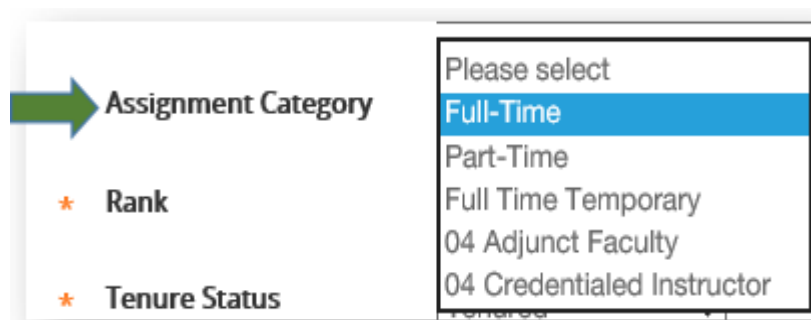 Assignment Category
Please select
Full-Time
Part-Time
Full Time Temporary
04 Adjunct Faculty
04 Credentialed Instructor
* Rank
* Tenure Status
Tenured